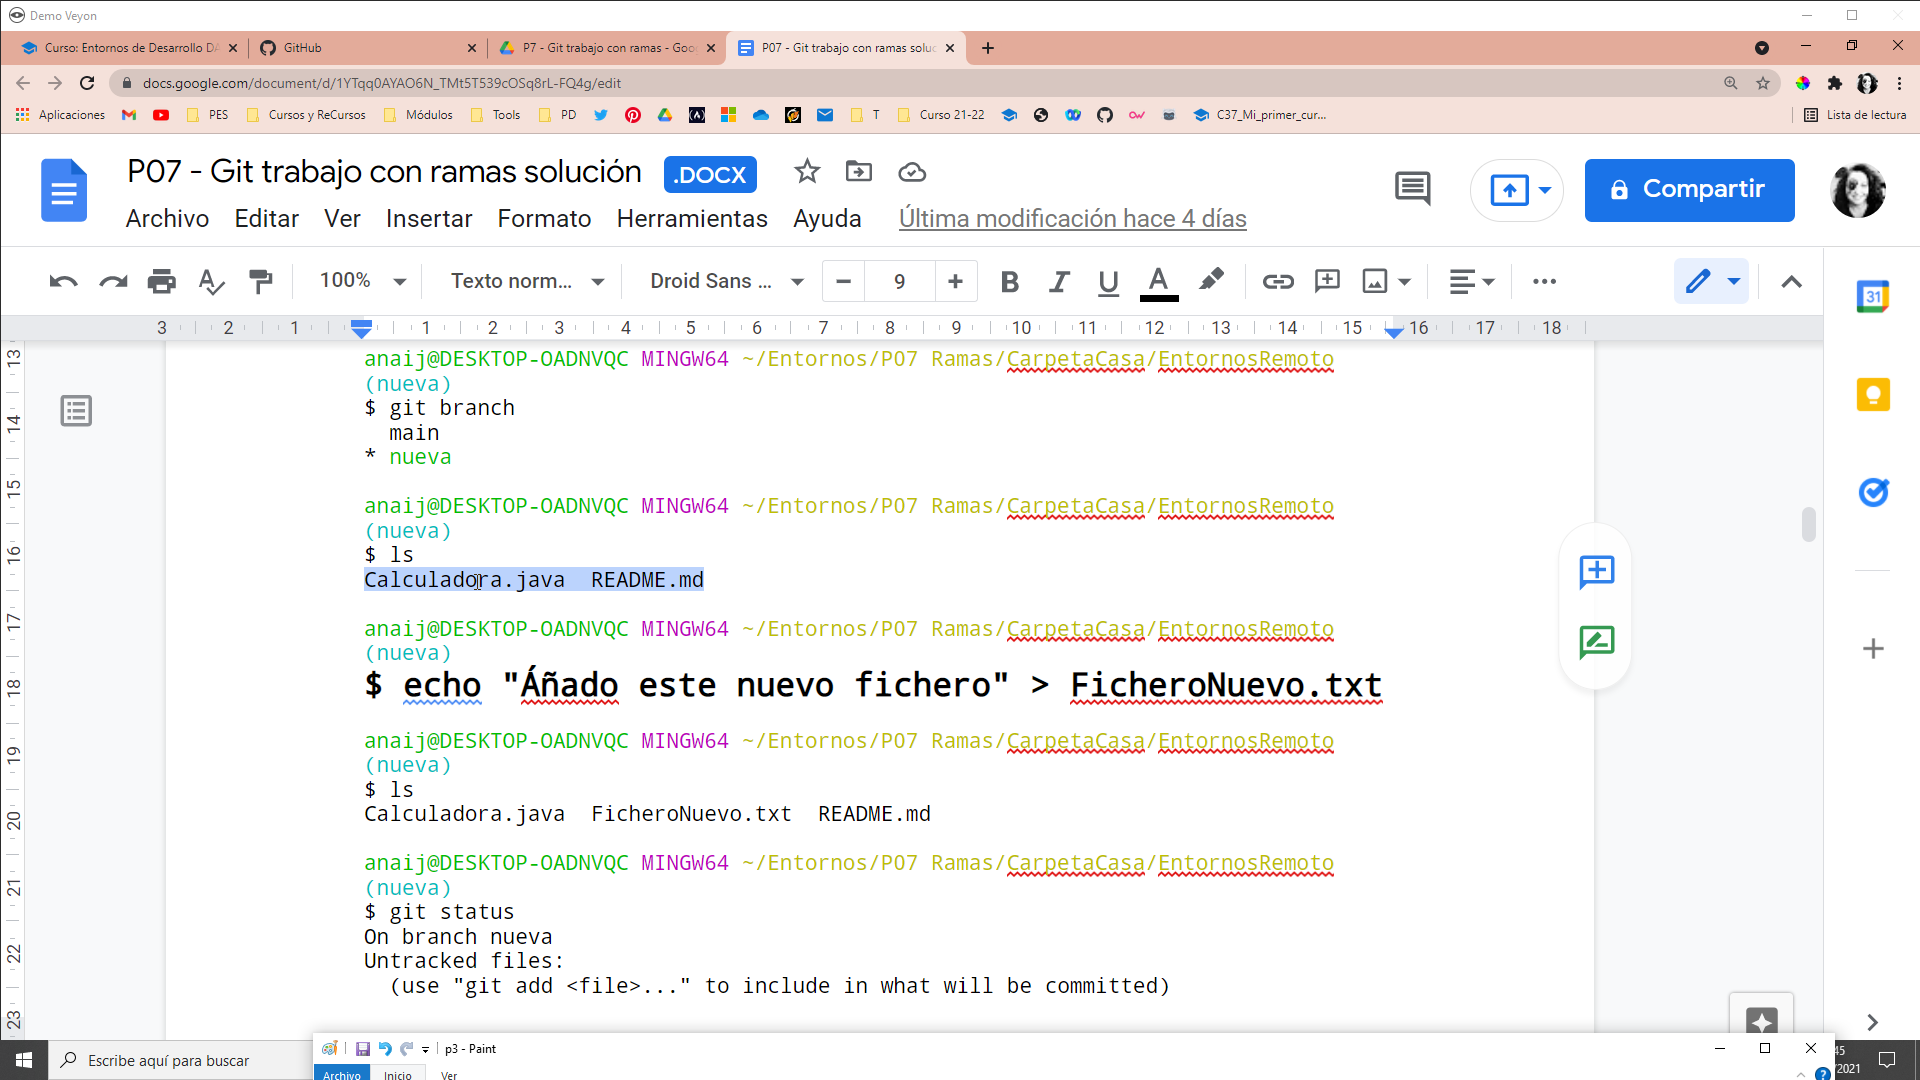 Demo Veyon
Curso: Entornos de Desarrollo DA
GitHub
P7 - Git trabajo con ramas - Goo
P07 - Git trabajo con ramas soluc
docs.google.com/document/d/1YTqq0AYAO6N_TMt5T539cOSq8rL-FQ4g/edit
Aplicaciones
PES
Cursos y ReCursos
Módulos
Tools
PD
T
Curso 21-22
C37_Mi_primer_cur...
Lista de lectura
P07 - Git trabajo con ramas solución
.DOCX
Compartir
Archivo Editar Ver Insertar Formato Herramientas Ayuda
Última modificación hace 4 días
100%
Texto norm...
Droid Sans ...
9
B I U A
31
3 2 1 1 2 3 4 5 6 7 8 9 10 11 12 13 14 15 16 17 18
13
14
15
16
17
18
19
20
21
22
23
anaij@DESKTOP-OADNVQC MINGW64 ~/Entornos/P07 Ramas/CarpetaCasa/EntornosRemoto
(nueva)
$ git branch
main
* nueva
anaij@DESKTOP-OADNVQC MINGW64 ~/Entornos/P07 Ramas/CarpetaCasa/EntornosRemoto
(nueva)
$ ls
Calculadora.java README.md
anaij@DESKTOP-OADNVQC MINGW64 ~/Entornos/P07 Ramas/CarpetaCasa/EntornosRemoto
(nueva)
$ echo "Áñado este nuevo fichero" > FicheroNuevo.txt
anaij@DESKTOP-OADNVQC MINGW64 ~/Entornos/P07 Ramas/CarpetaCasa/EntornosRemoto
(nueva)
$ ls
Calculadora.java FicheroNuevo.txt README.md
anaij@DESKTOP-OADNVQC MINGW64 ~/Entornos/P07 Ramas/CarpetaCasa/EntornosRemoto
(nueva)
$ git status
On branch nueva
Untracked files:
(use "git add <file>..." to include in what will be committed)
Escribe aquí para buscar
p3 - Paint
Archivo Inicio Ver
45
/2021